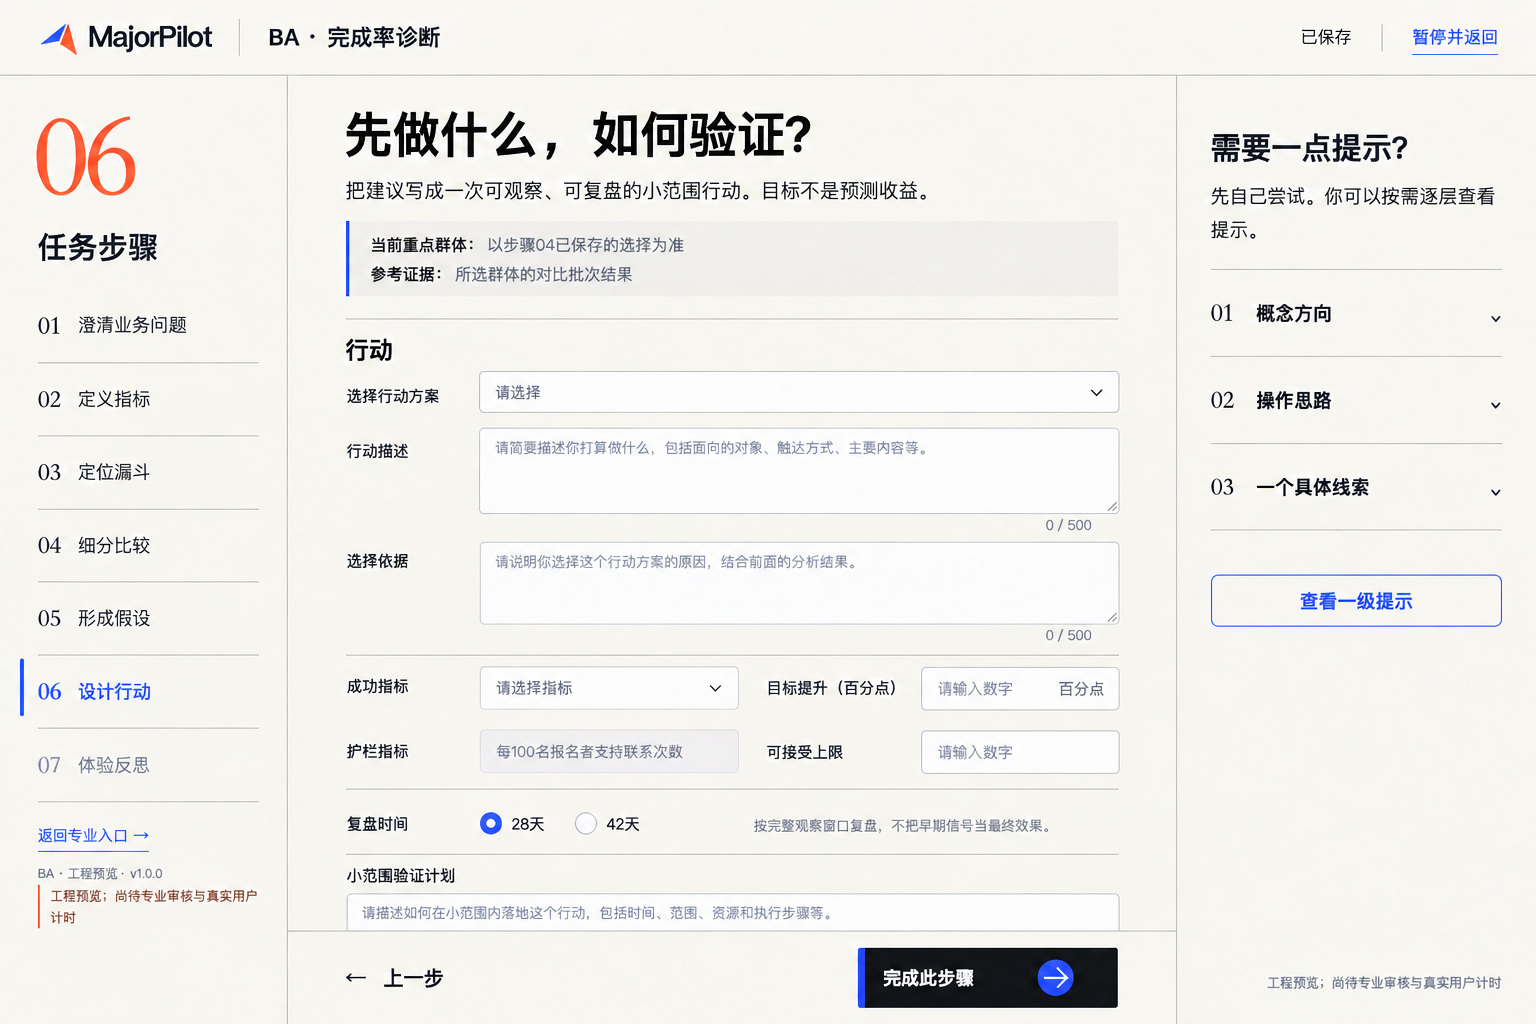 MajorPilot
BA · 完成率诊断
已保存
暂停并返回
06
任务步骤
01 澄清业务问题
02 定义指标
03 定位漏斗
04 细分比较
05 形成假设
06 设计行动
07 体验反思
返回专业入口 →
BA · 工程预览 · v1.0.0
工程预览；尚待专业审核与真实用户
计时
先做什么，如何验证？
把建议写成一次可观察、可复盘的小范围行动。目标不是预测收益。
当前重点群体： 以步骤04已保存的选择为准
参考证据： 所选群体的对比批次结果
行动
选择行动方案 请选择
行动描述 请简要描述你打算做什么，包括面向的对象、触达方式、主要内容等。
0 / 500
选择依据 请说明你选择这个行动方案的原因，结合前面的分析结果。
0 / 500
成功指标 请选择指标 目标提升（百分点） 请输入数字 百分点
护栏指标 每100名报名者支持联系次数 可接受上限 请输入数字
复盘时间 28天 42天 按完整观察窗口复盘，不把早期信号当最终效果。
小范围验证计划
请描述如何在小范围内落地这个行动，包括时间、范围、资源和执行步骤等。
← 上一步
完成此步骤 →
需要一点提示？
先自己尝试。你可以按需逐层查看
提示。
01 概念方向
02 操作思路
03 一个具体线索
查看一级提示
工程预览；尚待专业审核与真实用户计时